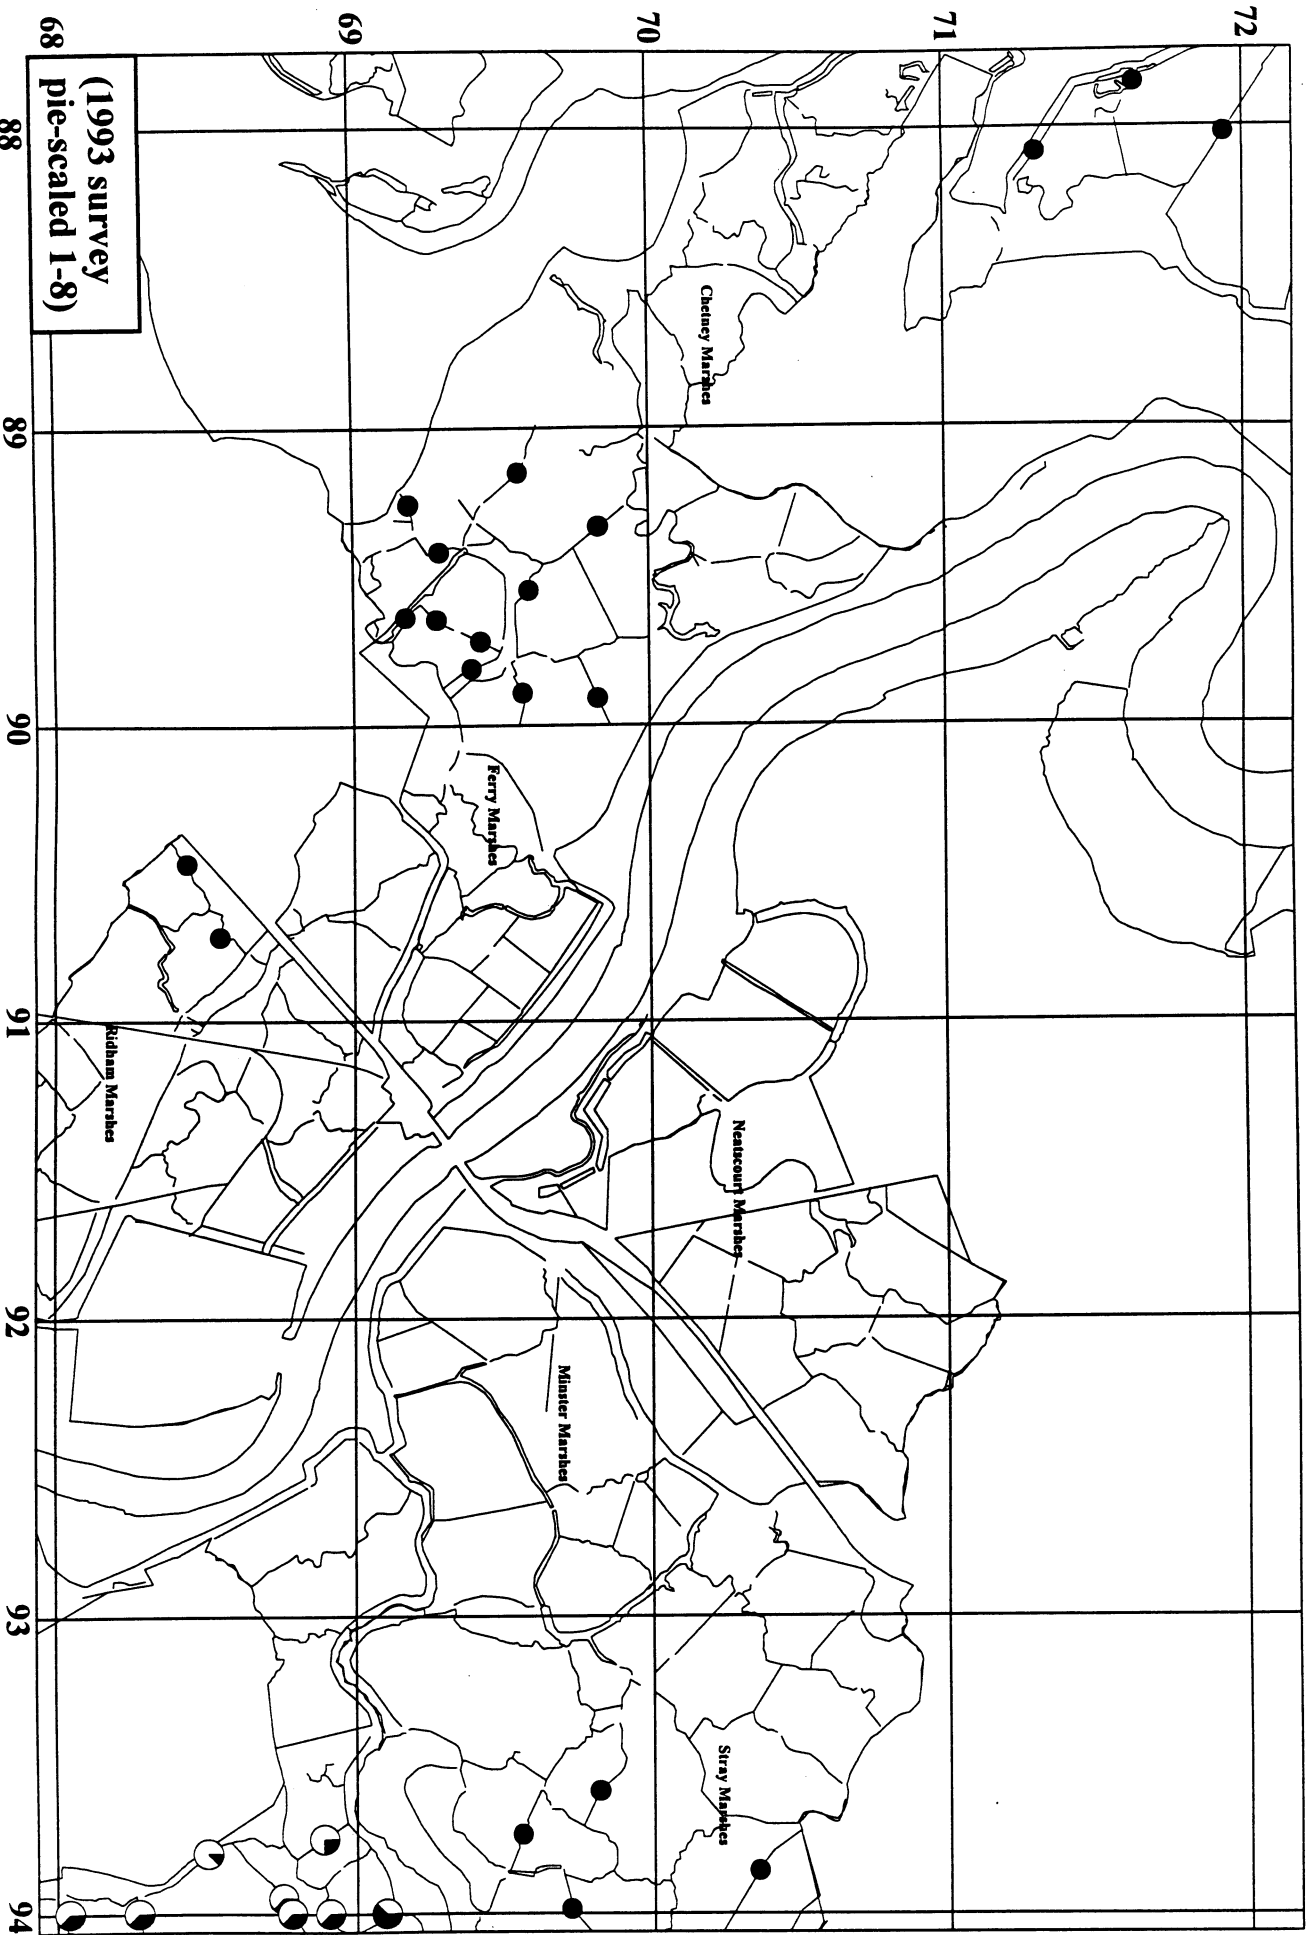 72
71
70
69
68
88
89
90
91
92
93
94
Chetney Marshes
Ferry Marshes
Ridham Marshes
Neatscourt Marshes
Minster Marshes
Stray Marshes
(1993 survey
pie-scaled 1-8)